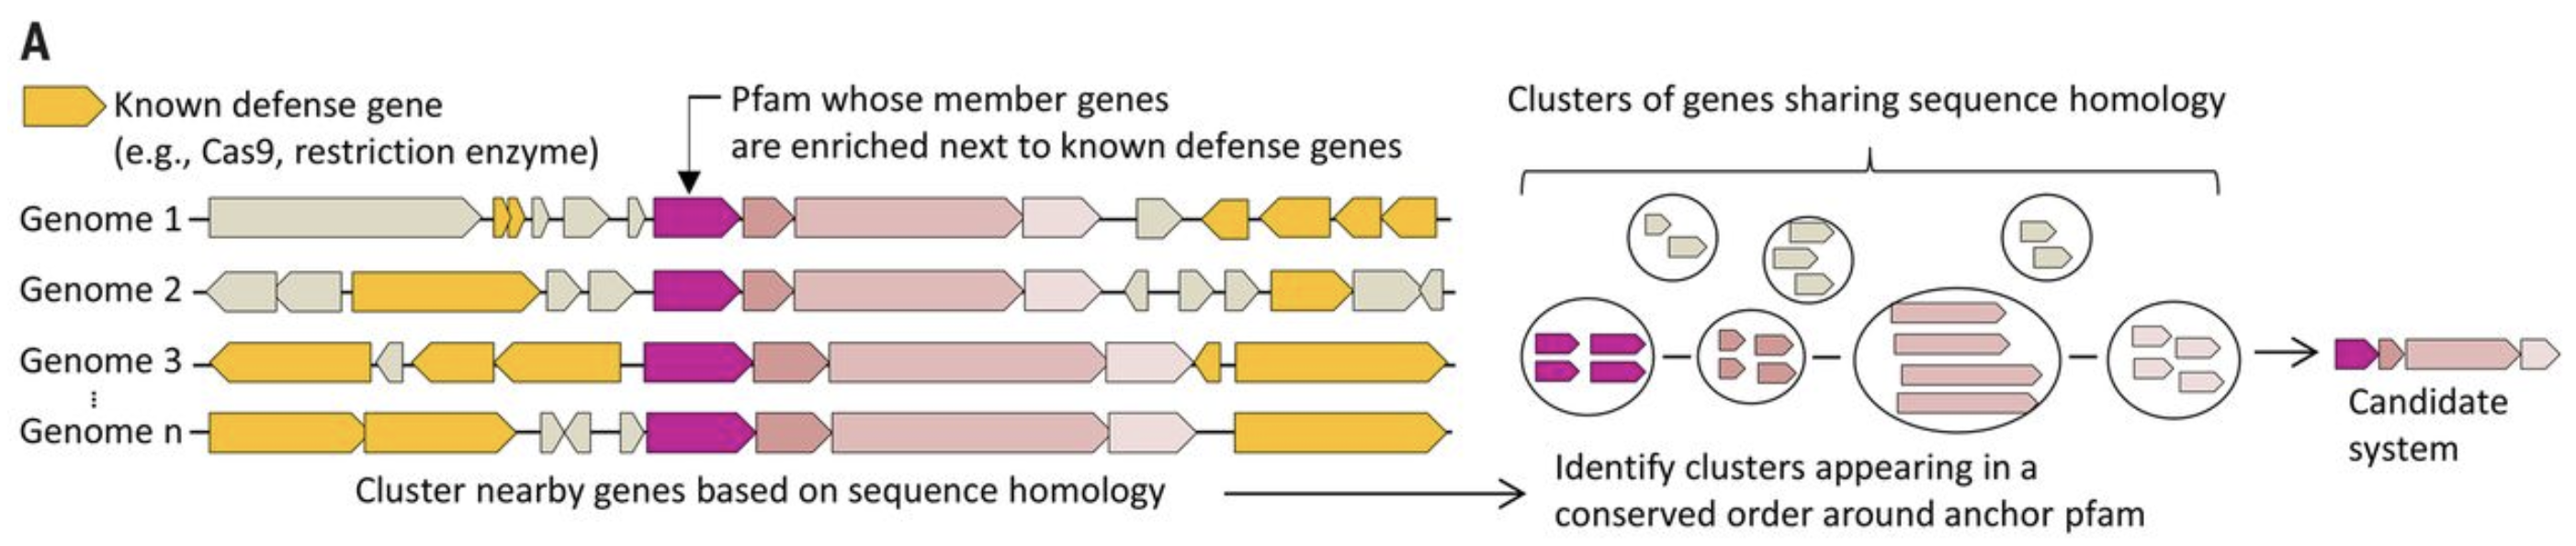 A
Known defense gene
(e.g., Cas9, restriction enzyme)
Pfam whose member genes
are enriched next to known defense genes
Clusters of genes sharing sequence homology
Genome 1
Genome 2
Genome 3
⋮
Genome n
Cluster nearby genes based on sequence homology
Identify clusters appearing in a
conserved order around anchor pfam
Candidate
system